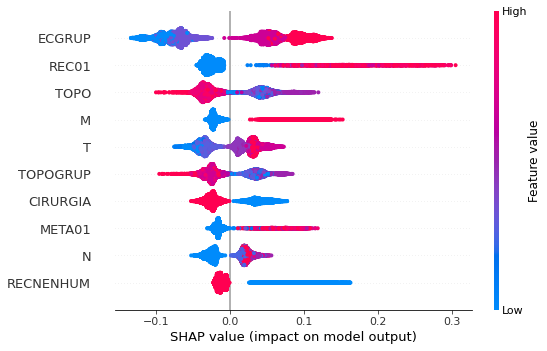 High
ECGRUP
REC01
TOPO
M
T
TOPOGRUP
CIRURGIA
META01
N
RECNENHUM
Feature value
Low
−0.1 0.0 0.1 0.2 0.3
SHAP value (impact on model output)